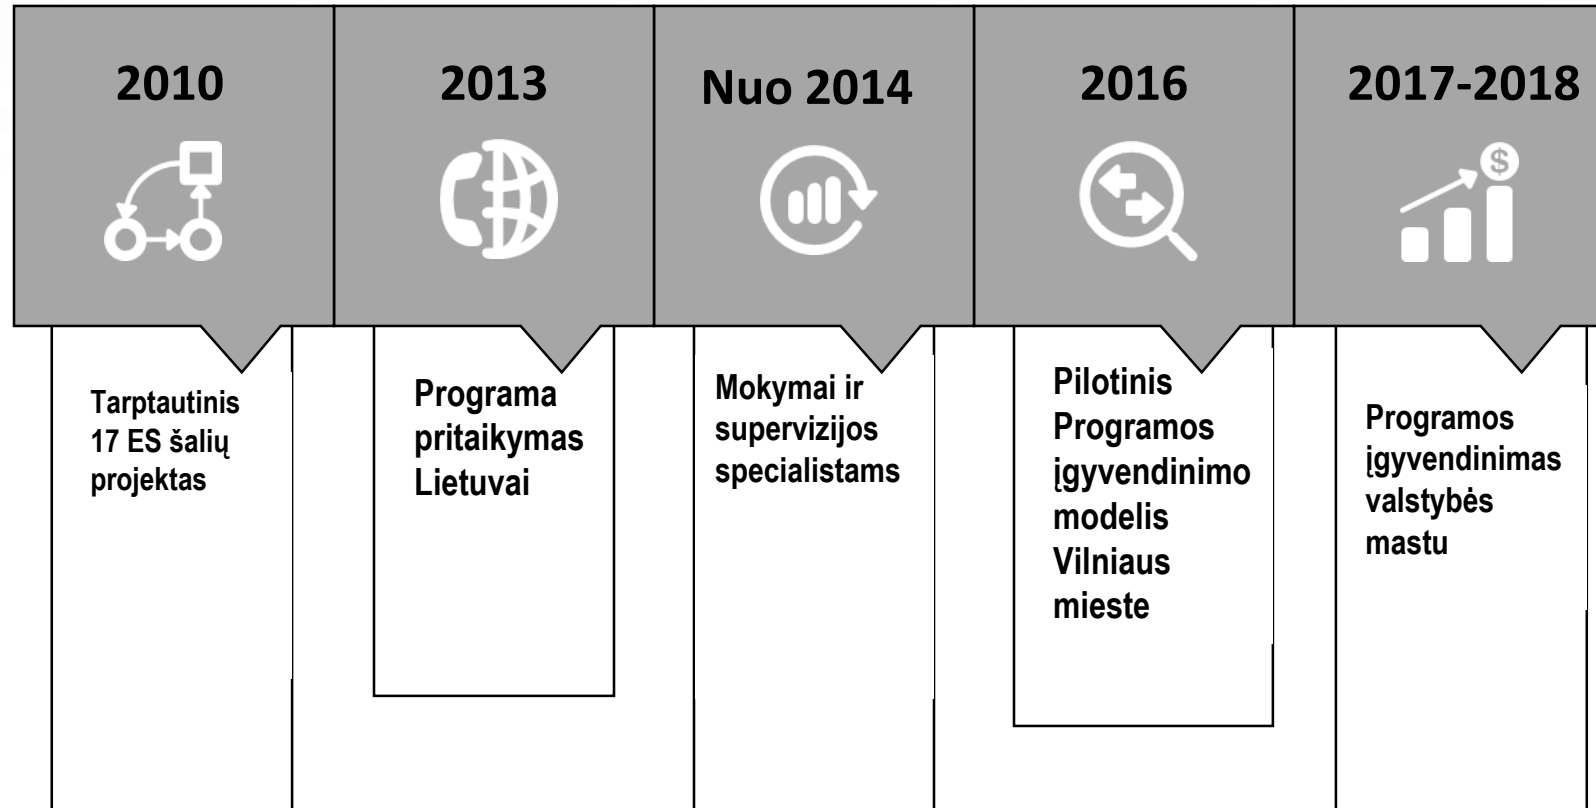 2010
Tarptautinis
17 ES šalių
projektas
2013
Programa
pritaikymas
Lietuvai
Nuo 2014
Mokymai ir
supervizijos
specialistams
2016
Pilotinis
Programos
įgyvendinimo
modelis
Vilniaus
mieste
2017-2018
$
Programos
įgyvendinimas
valstybės
mastu